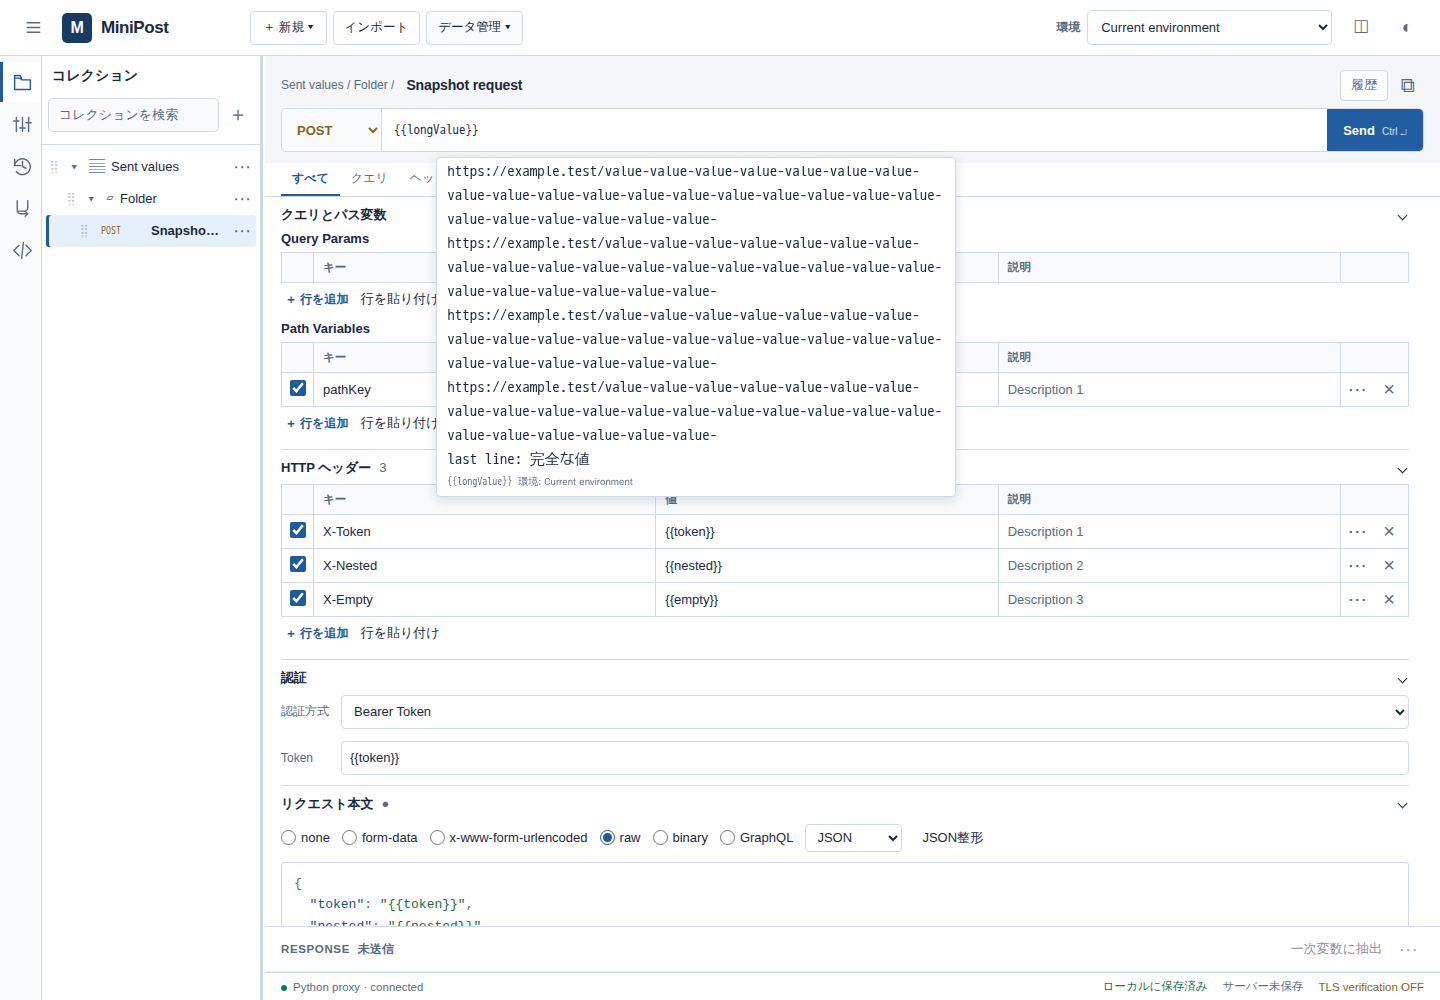 M MiniPost
＋ 新規 ▾
インポート
データ管理 ▾
環境
Current environment
コレクション
コレクションを検索
＋
Sent values
Folder
POST Snapsho…
Sent values / Folder / Snapshot request
履歴
POST
{{longValue}}
Send Ctrl ⏎
すべて
クエリ
ヘッ
https://example.test/value-value-value-value-value-value-value-
value-value-value-value-value-value-value-value-value-value-value-
value-value-value-value-value-value-
https://example.test/value-value-value-value-value-value-value-
value-value-value-value-value-value-value-value-value-value-value-
value-value-value-value-value-value-
https://example.test/value-value-value-value-value-value-value-
value-value-value-value-value-value-value-value-value-value-value-
value-value-value-value-value-value-
https://example.test/value-value-value-value-value-value-value-
value-value-value-value-value-value-value-value-value-value-value-
value-value-value-value-value-value-
last line: 完全な値
{{longValue}} 環境: Current environment
クエリとパス変数
Query Params
キー
説明
＋ 行を追加 行を貼り付け
Path Variables
キー
説明
pathKey
Description 1
＋ 行を追加 行を貼り付け
HTTP ヘッダー 3
キー
値
説明
X-Token {{token}} Description 1
X-Nested {{nested}} Description 2
X-Empty {{empty}} Description 3
＋ 行を追加 行を貼り付け
認証
認証方式
Bearer Token
Token
{{token}}
リクエスト本文 ●
none form-data x-www-form-urlencoded raw binary GraphQL JSON JSON整形
{
"token": "{{token}}",
"nested": "{{nested}}"
RESPONSE 未送信
一次変数に抽出
Python proxy · connected
ローカルに保存済み サーバー未保存 TLS verification OFF